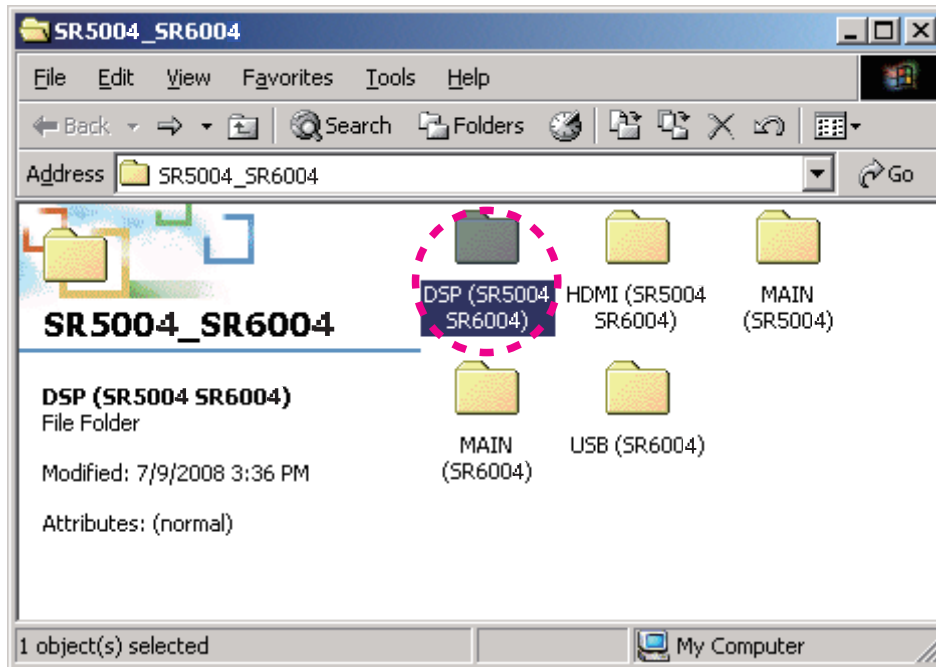 SR5004_SR6004
File Edit View Favorites Tools Help
Back Search Folders
Address SR5004_SR6004 Go
SR5004_SR6004
DSP (SR5004 SR6004)
File Folder
Modified: 7/9/2008 3:36 PM
Attributes: (normal)
DSP (SR5004
SR6004)
HDMI (SR5004
SR6004)
MAIN
(SR5004)
MAIN
(SR6004)
USB (SR6004)
1 object(s) selected My Computer